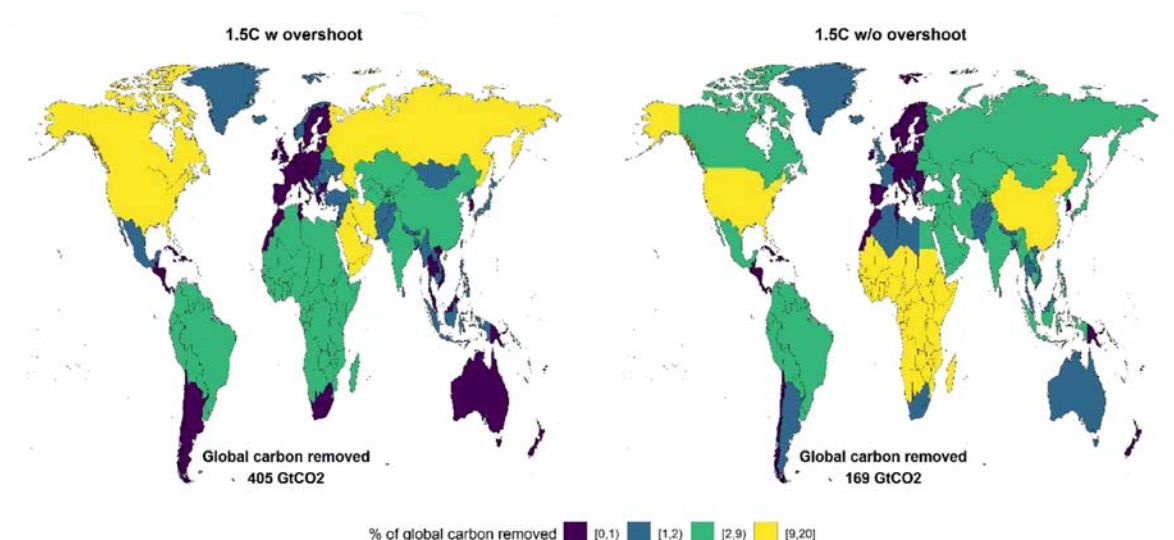 1.5C w overshoot
1.5C w/o overshoot
Global carbon removed
405 GtCO2
Global carbon removed
169 GtCO2
% of global carbon removed [0,1) [1,2) [2,9) [9,20]